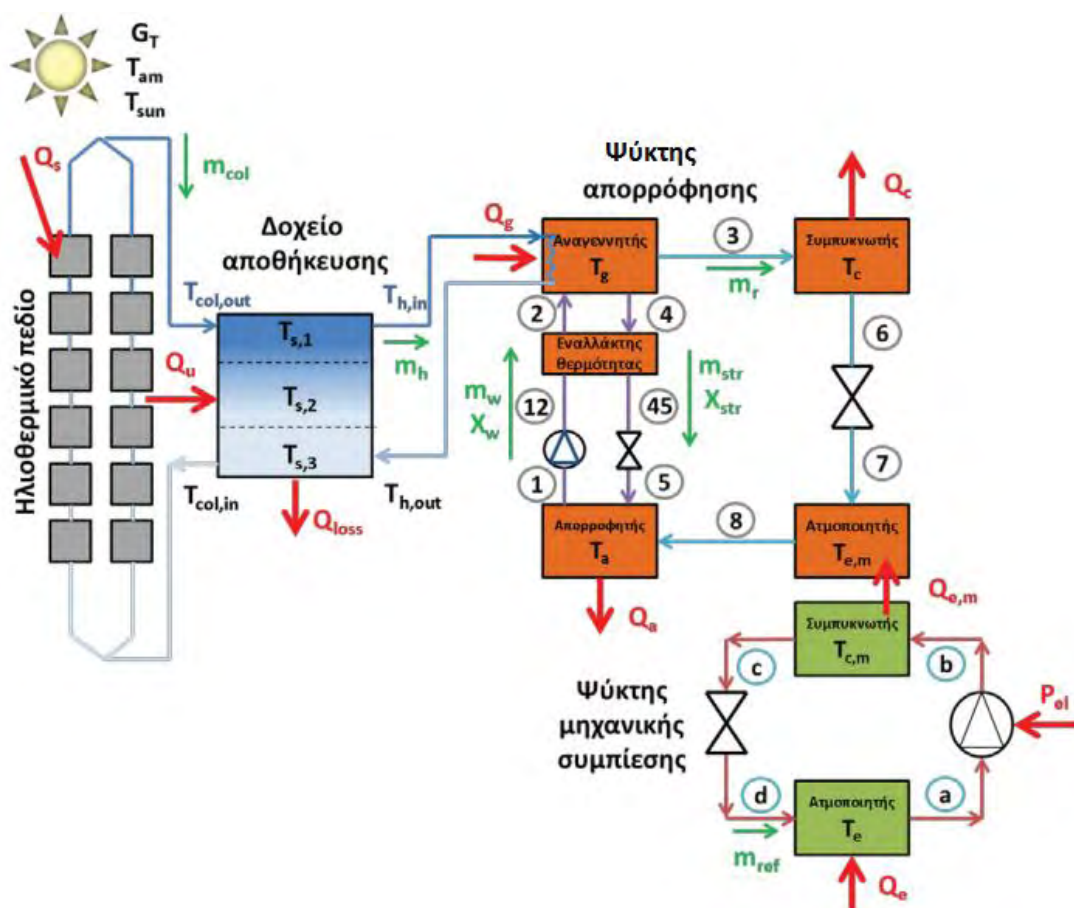 G_T
T_am
T_sun
Q_s
m_col
Ηλιοθερμικό πεδίο
Δοχείο
αποθήκευσης
T_col,out
T_h,in
T_s,1
T_s,2
T_s,3
m_h
Q_u
T_col,in
T_h,out
Q_loss
Ψύκτης
απορρόφησης
Q_g
Αναγεννητής
T_g
3
m_r
Συμπυκνωτής
T_c
Q_c
2
4
Εναλλάκτης
θερμότητας
m_w
X_w
12
45
m_str
X_str
1
5
6
7
Απορροφητής
T_a
8
Ατμοποιητής
T_e,m
Q_a
Q_e,m
Συμπυκνωτής
T_c,m
c
b
Ψύκτης
μηχανικής
συμπίεσης
P_el
d
Ατμοποιητής
T_e
a
m_ref
Q_e